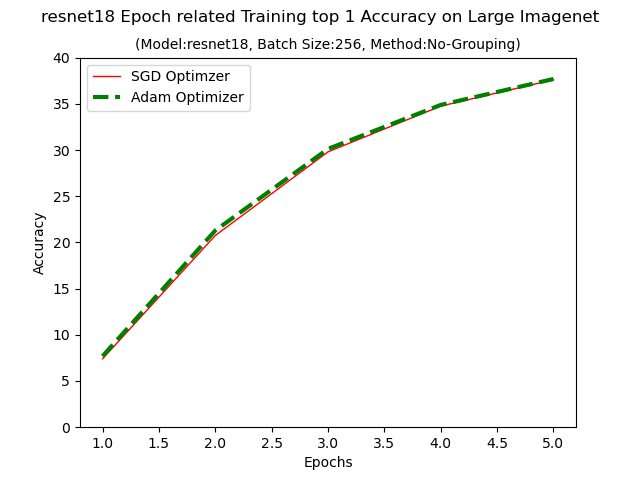 resnet18 Epoch related Training top 1 Accuracy on Large Imagenet
(Model:resnet18, Batch Size:256, Method:No-Grouping)
SGD Optimzer
Adam Optimizer
Accuracy
40
35
30
25
20
15
10
5
0
1.0 1.5 2.0 2.5 3.0 3.5 4.0 4.5 5.0
Epochs